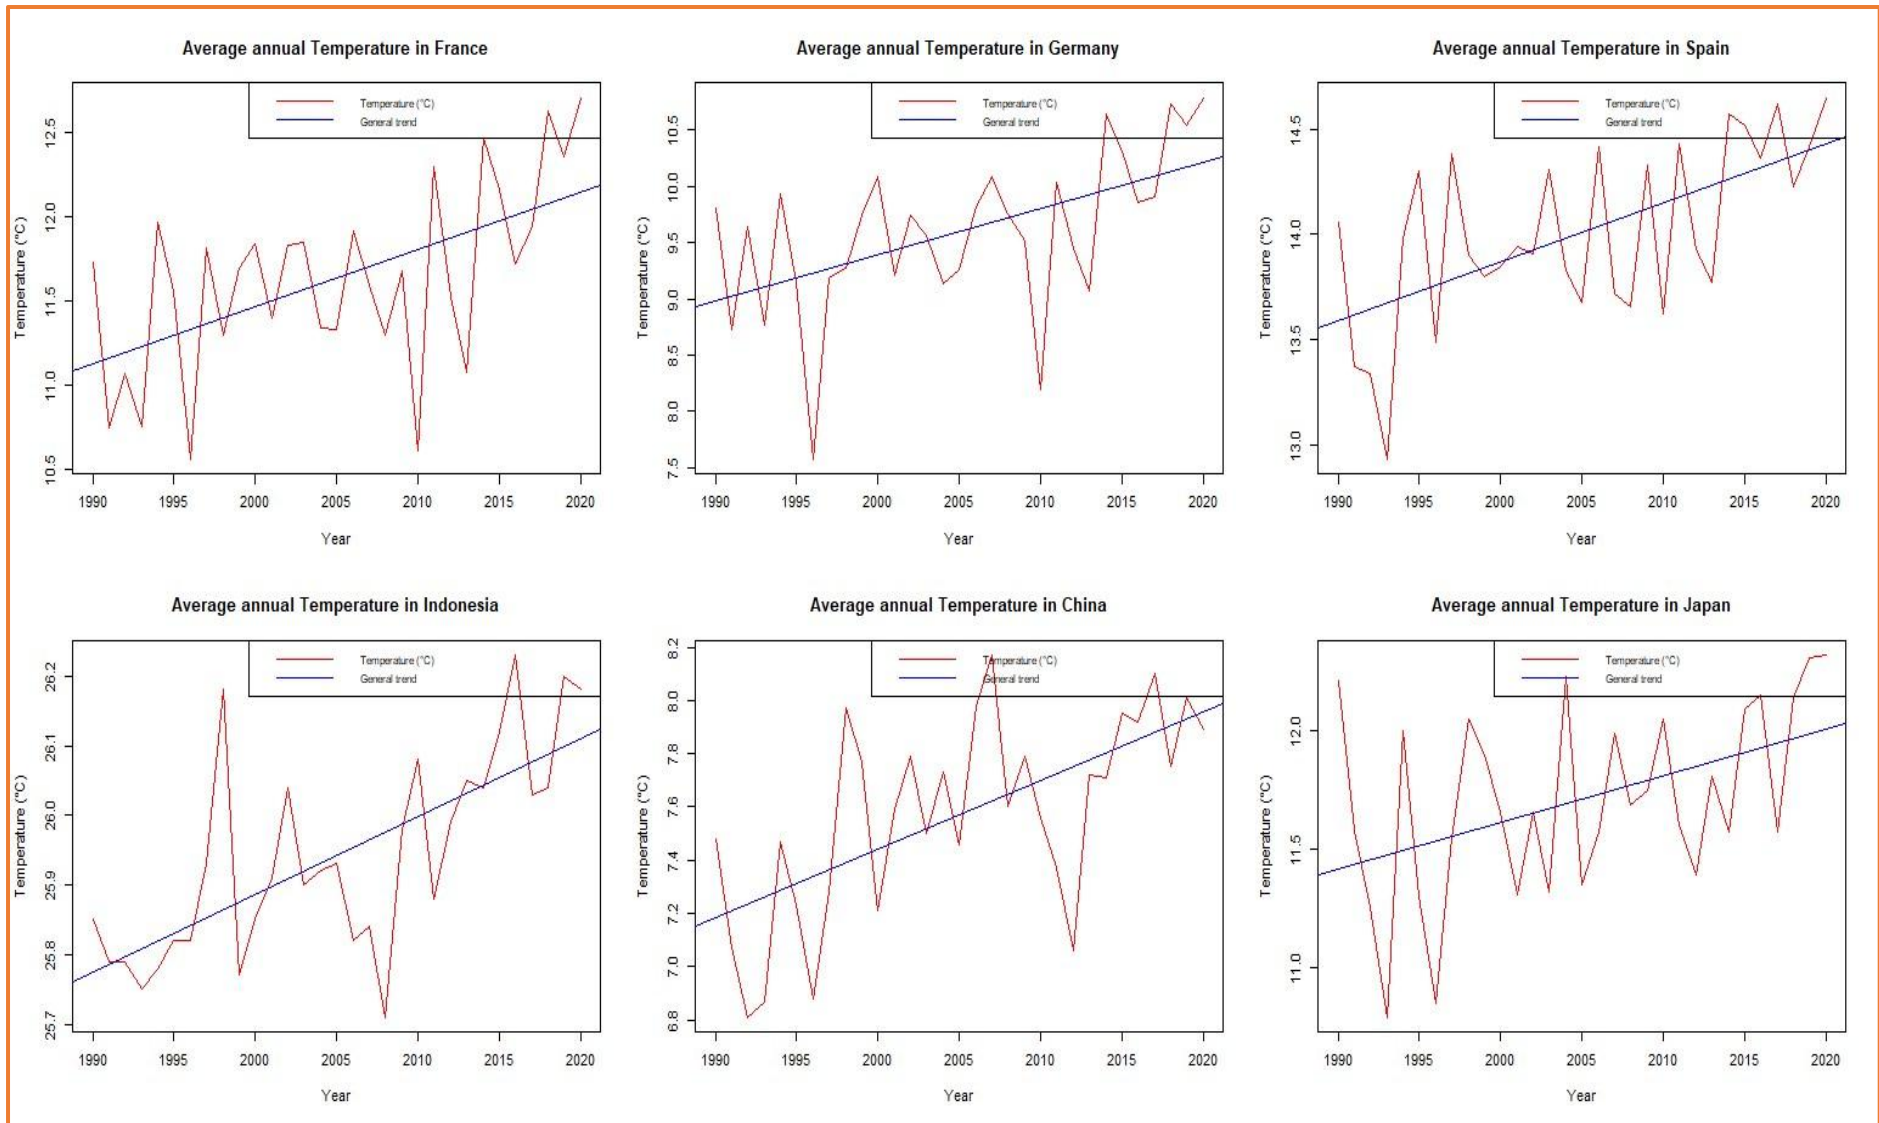 Average annual Temperature in France
Temperature (°C)
General trend
Temperature (°C)
12.5
12.0
11.5
11.0
10.5
1990 1995 2000 2005 2010 2015 2020
Year
Average annual Temperature in Germany
Temperature (°C)
General trend
Temperature (°C)
10.5
10.0
9.5
9.0
8.5
8.0
7.5
1990 1995 2000 2005 2010 2015 2020
Year
Average annual Temperature in Spain
Temperature (°C)
General trend
Temperature (°C)
14.5
14.0
13.5
13.0
1990 1995 2000 2005 2010 2015 2020
Year
Average annual Temperature in Indonesia
Temperature (°C)
General trend
Temperature (°C)
26.2
26.1
26.0
25.9
25.8
25.7
1990 1995 2000 2005 2010 2015 2020
Year
Average annual Temperature in China
Temperature (°C)
General trend
Temperature (°C)
8.2
8.0
7.8
7.6
7.4
7.2
7.0
6.8
1990 1995 2000 2005 2010 2015 2020
Year
Average annual Temperature in Japan
Temperature (°C)
General trend
Temperature (°C)
12.0
11.5
11.0
1990 1995 2000 2005 2010 2015 2020
Year